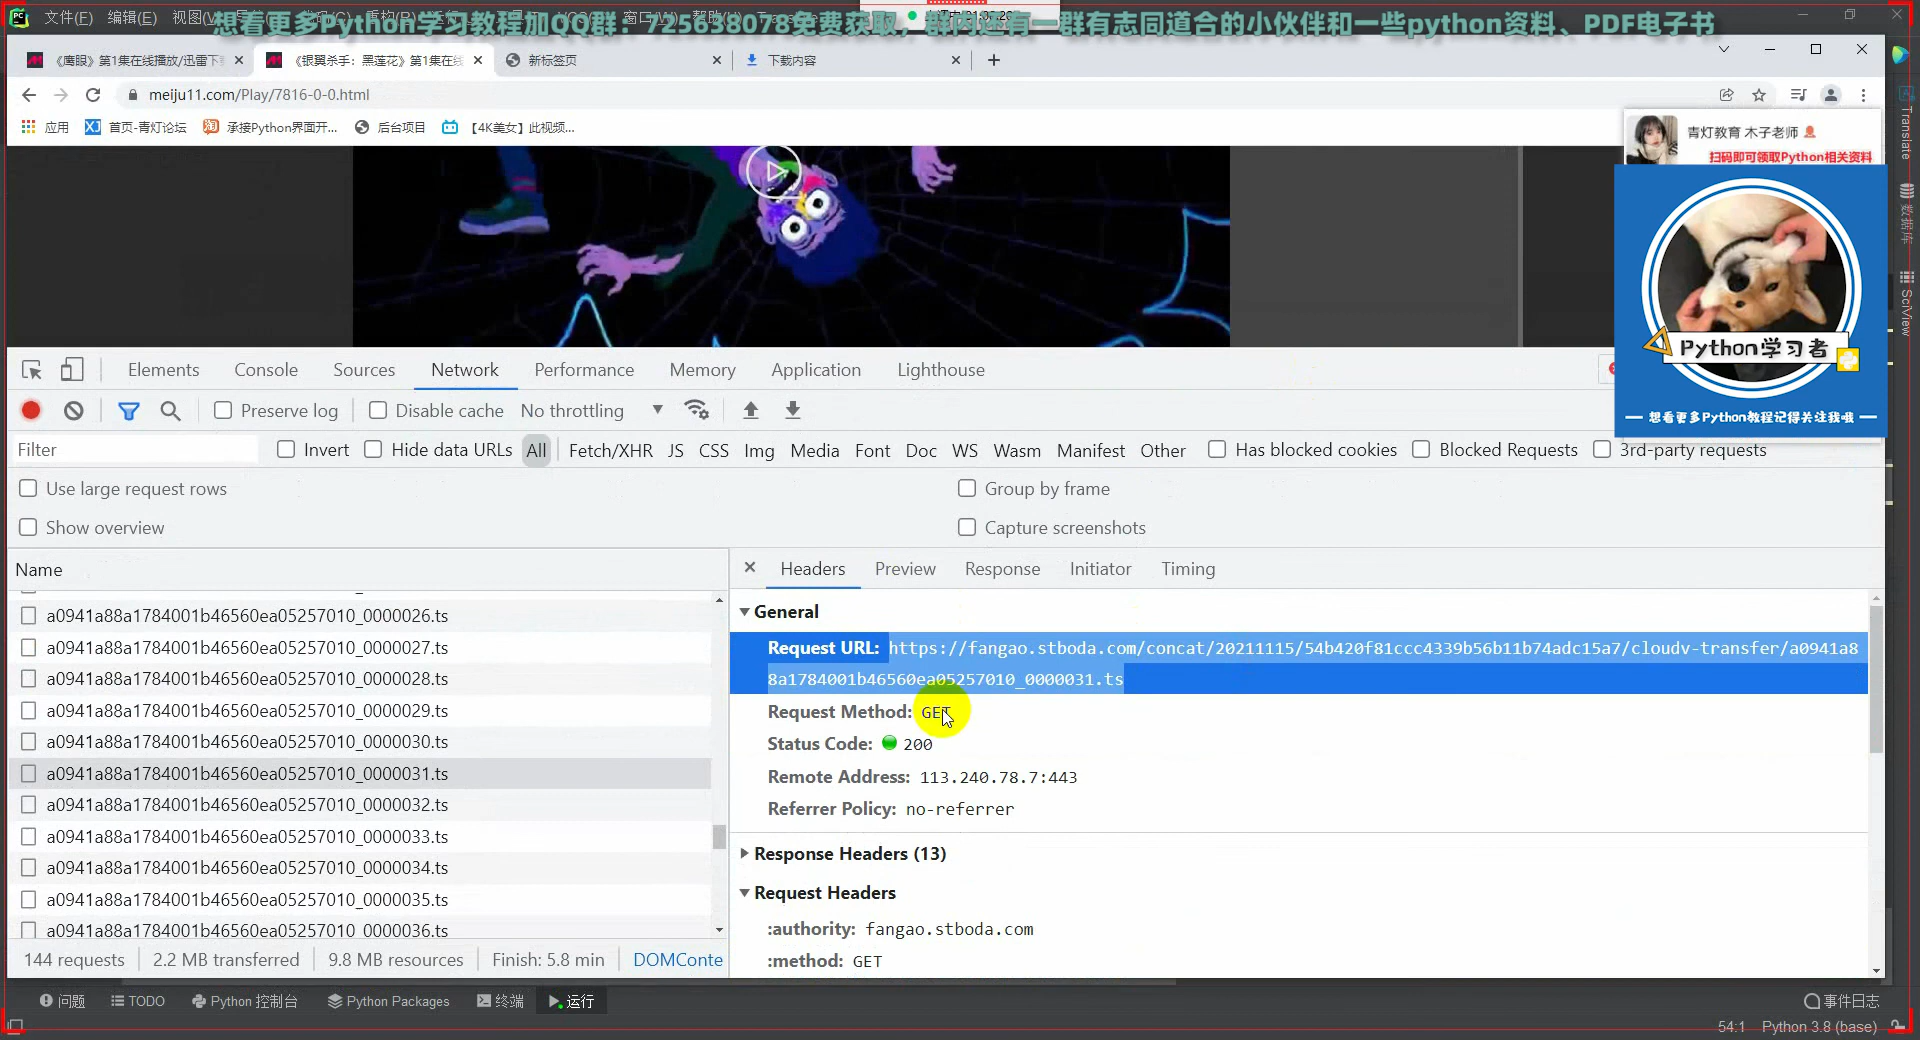 文件(F) 编辑(E)
想看更多Python学习教程加QQ群：725638078免费获取，群内还有一群有志同道合的小伙伴和一些python资料、PDF电子书
《鹰眼》第1集在线播放/迅雷下
《银翼杀手：黑莲花》第1集在线
新标签页
下载内容
meiju11.com/Play/7816-0-0.html
应用
首页-青灯论坛
承接Python界面开...
后台项目
【4K美女】此视频...
青灯教育 木子老师
扫码即可领取Python相关资料
Python学习者
想看更多Python教程记得关注我哦
Translate
数据库
SciView
Elements Console Sources Network Performance Memory Application Lighthouse
Preserve log Disable cache No throttling
Filter Invert Hide data URLs All Fetch/XHR JS CSS Img Media Font Doc WS Wasm Manifest Other Has blocked cookies Blocked Requests 3rd-party requests
Use large request rows Group by frame
Show overview Capture screenshots
Name
a0941a88a1784001b46560ea05257010_0000026.ts
a0941a88a1784001b46560ea05257010_0000027.ts
a0941a88a1784001b46560ea05257010_0000028.ts
a0941a88a1784001b46560ea05257010_0000029.ts
a0941a88a1784001b46560ea05257010_0000030.ts
a0941a88a1784001b46560ea05257010_0000031.ts
a0941a88a1784001b46560ea05257010_0000032.ts
a0941a88a1784001b46560ea05257010_0000033.ts
a0941a88a1784001b46560ea05257010_0000034.ts
a0941a88a1784001b46560ea05257010_0000035.ts
a0941a88a1784001b46560ea05257010_0000036.ts
144 requests 2.2 MB transferred 9.8 MB resources Finish: 5.8 min DOMConte
Headers Preview Response Initiator Timing
General
Request URL: https://fangao.stboda.com/concat/20211115/54b420f81ccc4339b56b11b74adc15a7/cloudv-transfer/a0941a8
8a1784001b46560ea05257010_0000031.ts
Request Method: GET
Status Code: 200
Remote Address: 113.240.78.7:443
Referrer Policy: no-referrer
Response Headers (13)
Request Headers
:authority: fangao.stboda.com
:method: GET
问题 TODO Python 控制台 Python Packages 终端 运行 事件日志
54:1 Python 3.8 (base)